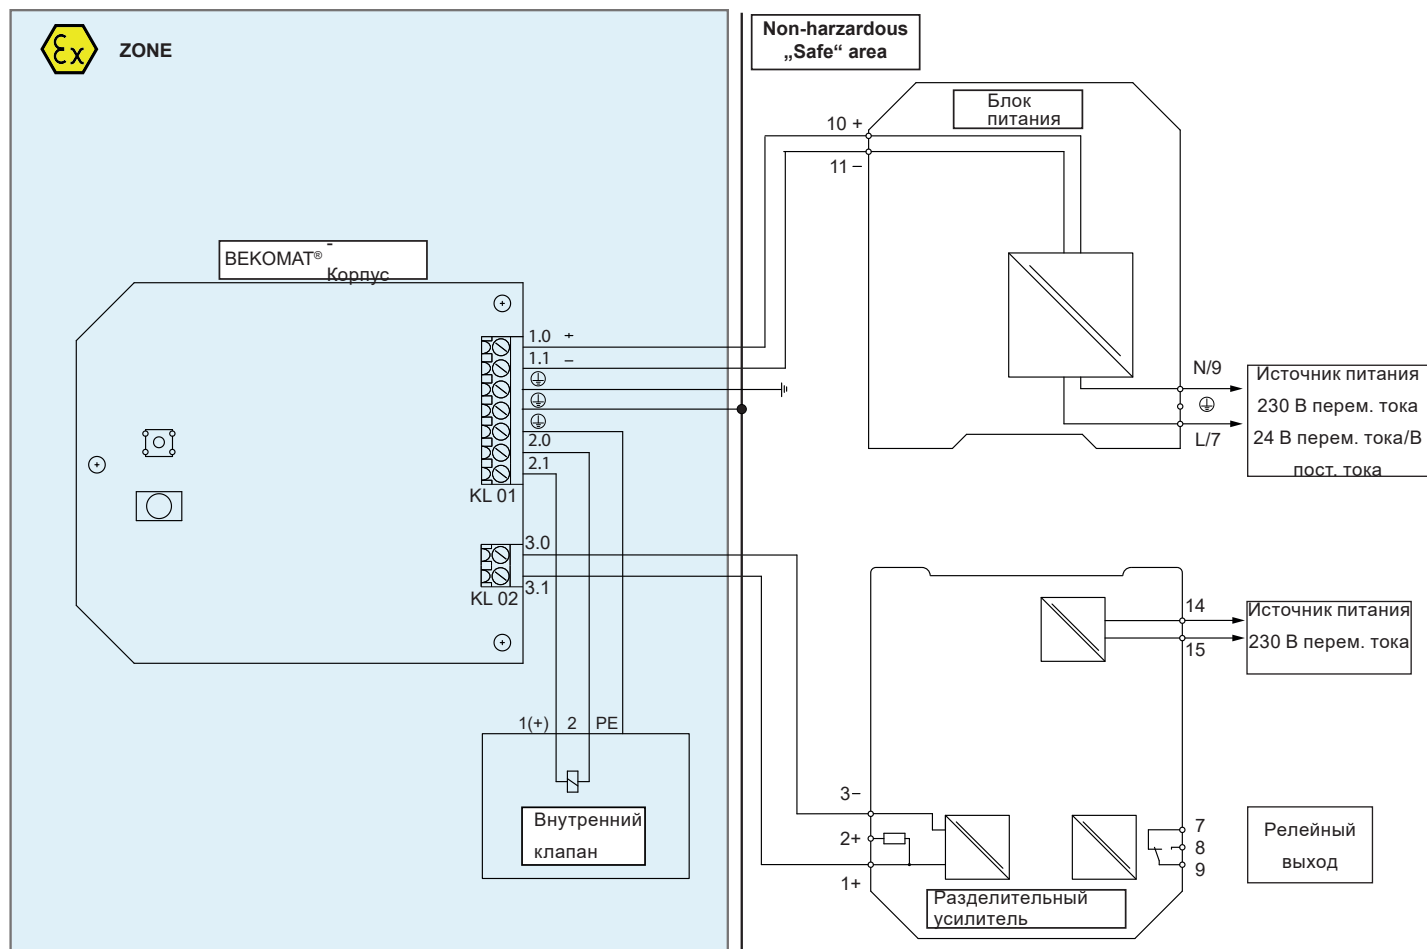 Ex ZONE
Non-harzardous
„Safe“ area
Блок
питания
10 +
11 –
BEKOMAT® -
Корпус
1.0 +
1.1 –
2.0
2.1
KL 01
3.0
3.1
KL 02
N/9
L/7
Источник питания
230 В перем. тока
24 В перем. тока/В
пост. тока
14
15
Источник питания
230 В перем. тока
1(+) 2 PE
Внутренний
клапан
3–
2+
1+
7
8
9
Релейный
выход
Разделительный
усилитель